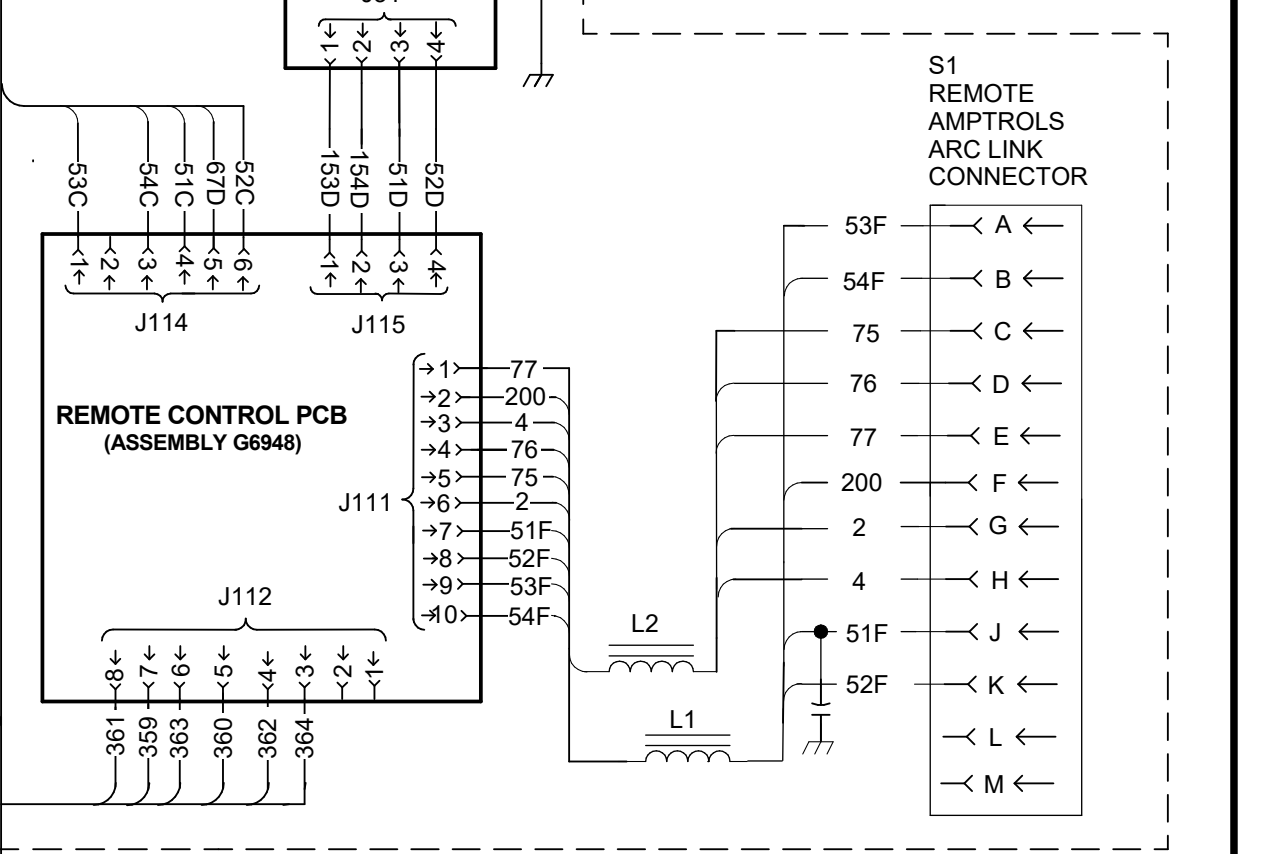 1 2 3 4
S1
REMOTE
AMPTROLS
ARC LINK
CONNECTOR
53C 54C 51C 67D 52C
153D 154D 51D 52D
1 2 3 4 5 6
J114
1 2 3 4
J115
53F A
54F B
75 C
76 D
77 E
200 F
2 G
4 H
51F J
52F K
L
M
REMOTE CONTROL PCB
(ASSEMBLY G6948)
J111
1 77
2 200
3 4
4 76
5 75
6 2
7 51F
8 52F
9 53F
10 54F
L2
L1
J112
8 7 6 5 4 3 2 1
361 359 363 360 362 364